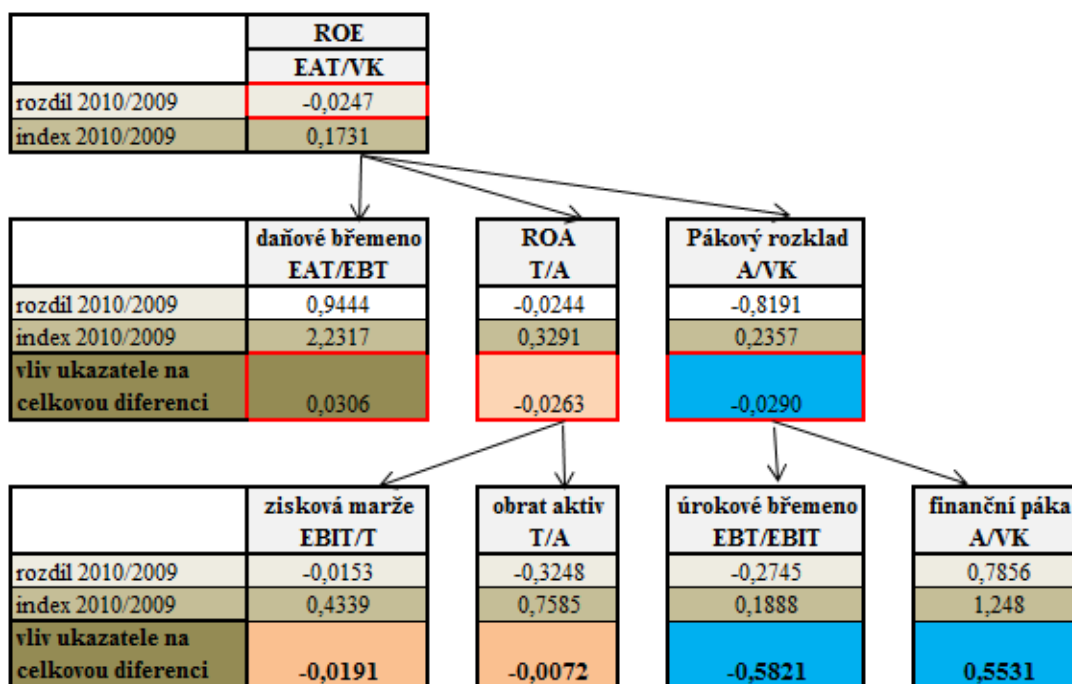 ROE
EAT/VK
rozdíl 2010/2009 -0,0247
index 2010/2009 0,1731
daňové břemeno ROA Pákový rozklad
EAT/EBT T/A A/VK
rozdíl 2010/2009 0,9444 -0,0244 -0,8191
index 2010/2009 2,2317 0,3291 0,2357
vliv ukazatele na
celkovou diferenci 0,0306 -0,0263 -0,0290
zisková marže obrat aktiv úrokové břemeno finanční páka
EBIT/T T/A EBT/EBIT A/VK
rozdíl 2010/2009 -0,0153 -0,3248 -0,2745 0,7856
index 2010/2009 0,4339 0,7585 0,1888 1,248
vliv ukazatele na
celkovou diferenci -0,0191 -0,0072 -0,5821 0,5531